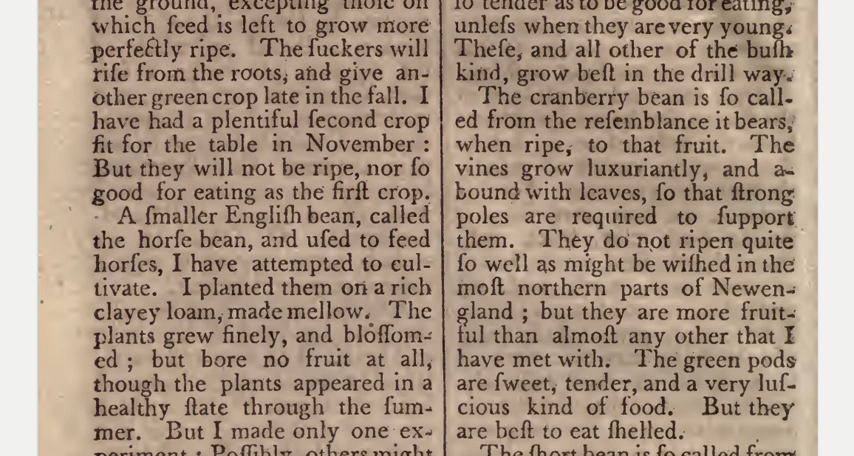 the ground, excepting thoſe on
which ſeed is left to grow more
perfectly ripe. The ſuckers will
riſe from the roots, and give an-
other green crop late in the fall. I
have had a plentiful ſecond crop
fit for the table in November :
But they will not be ripe, nor ſo
good for eating as the firſt crop.
A ſmaller Engliſh bean, called
the horſe bean, and uſed to feed
horſes, I have attempted to cul-
tivate. I planted them on a rich
clayey loam, made mellow. The
plants grew finely, and bloſſom-
ed ; but bore no fruit at all,
though the plants appeared in a
healthy ſtate through the ſum-
mer. But I made only one ex-
periment : Poſſibly others might
ſo tender as to be good for eating,
unleſs when they are very young.
Theſe, and all other of the buſh
kind, grow beſt in the drill way.
The cranberry bean is ſo call-
ed from the reſemblance it bears,
when ripe, to that fruit. The
vines grow luxuriantly, and a-
bound with leaves, ſo that ſtrong
poles are required to ſupport
them. They do not ripen quite
ſo well as might be wiſhed in the
moſt northern parts of Newen-
gland ; but they are more fruit-
ful than almoſt any other that I
have met with. The green pods
are ſweet, tender, and a very luſ-
cious kind of food. But they
are beſt to eat ſhelled.
The ſhort bean is ſo called from